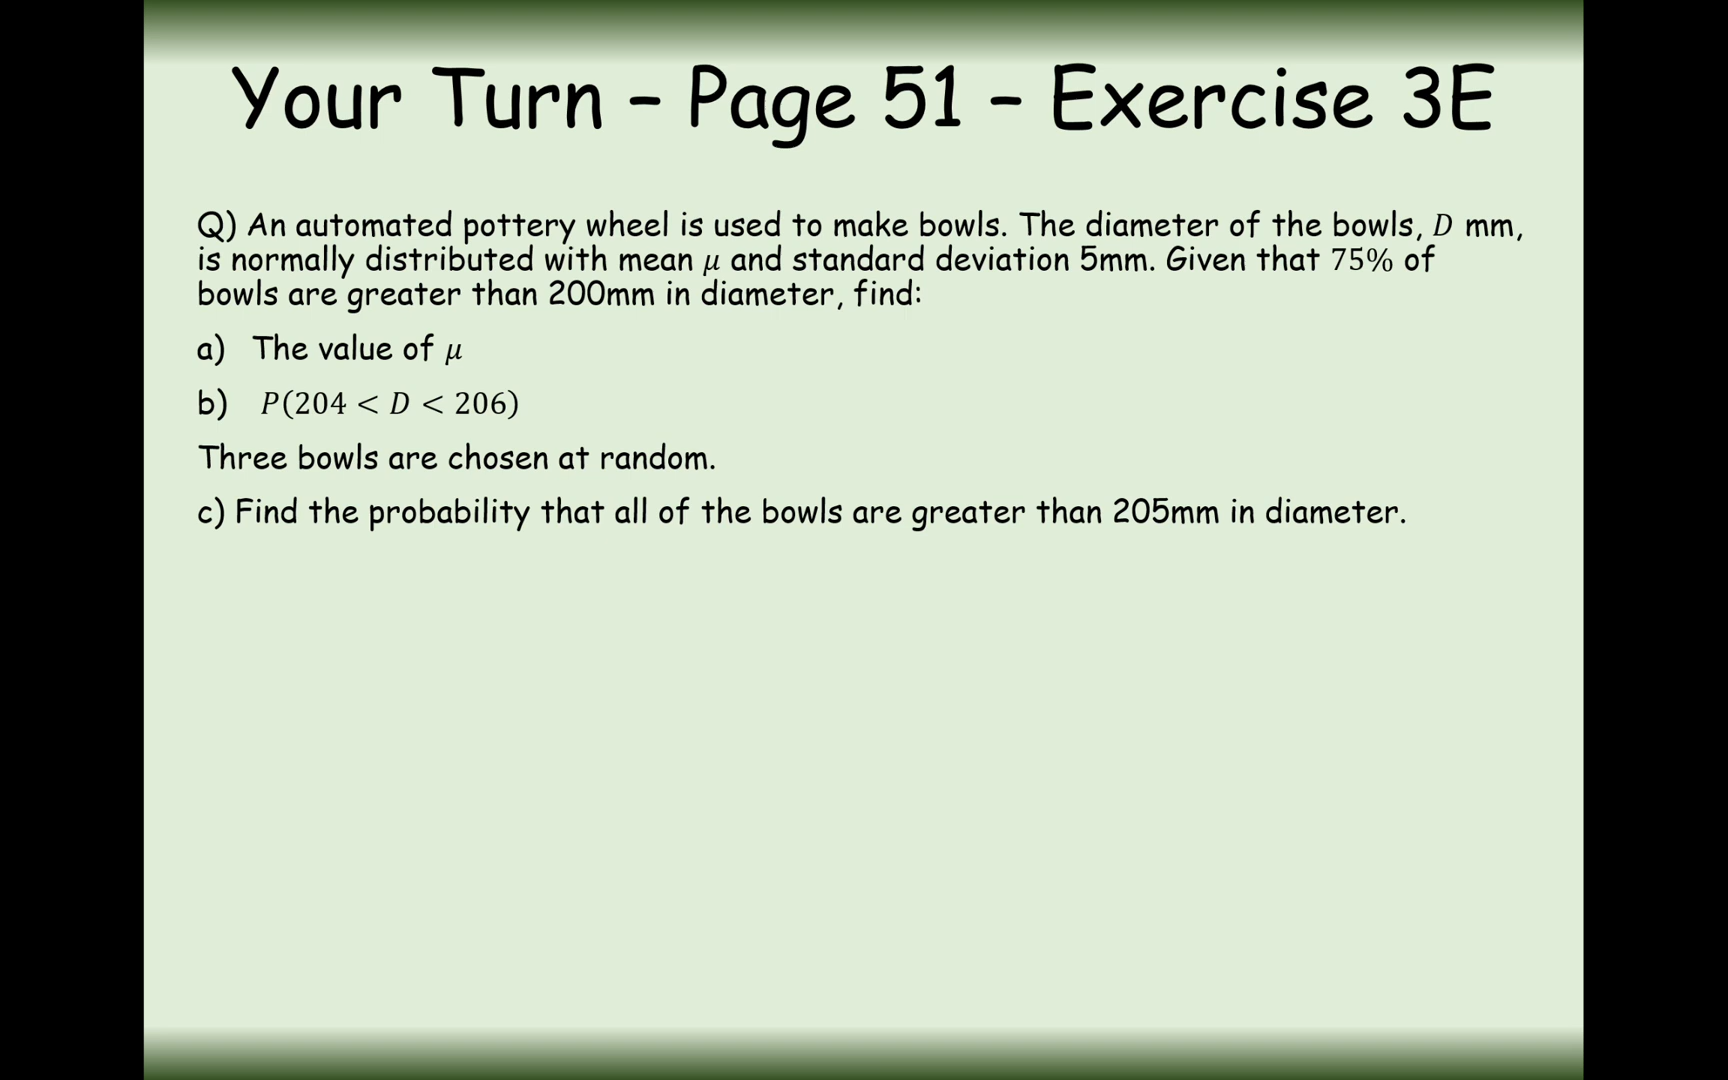 Your Turn – Page 51 – Exercise 3E
Q) An automated pottery wheel is used to make bowls. The diameter of the bowls, D mm,
is normally distributed with mean μ and standard deviation 5mm. Given that 75% of
bowls are greater than 200mm in diameter, find:
a) The value of μ
b) P(204 < D < 206)
Three bowls are chosen at random.
c) Find the probability that all of the bowls are greater than 205mm in diameter.